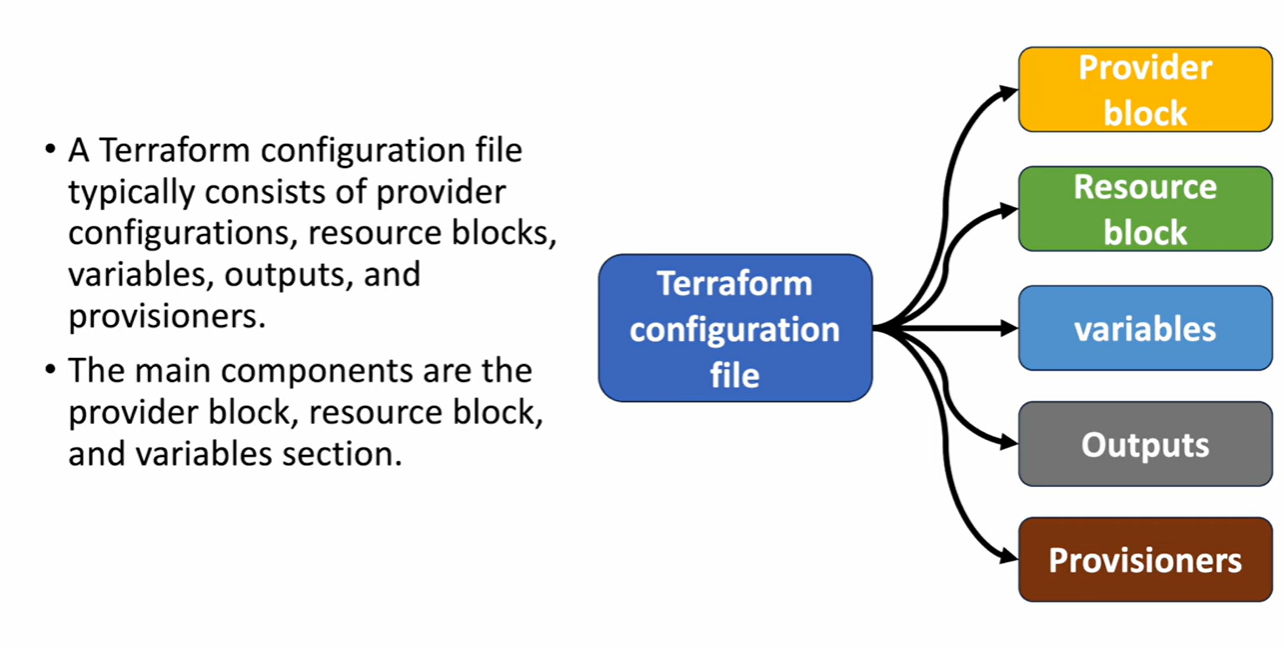 • A Terraform configuration file
typically consists of provider
configurations, resource blocks,
variables, outputs, and
provisioners.
• The main components are the
provider block, resource block,
and variables section.
Terraform
configuration
file
Provider
block
Resource
block
variables
Outputs
Provisioners